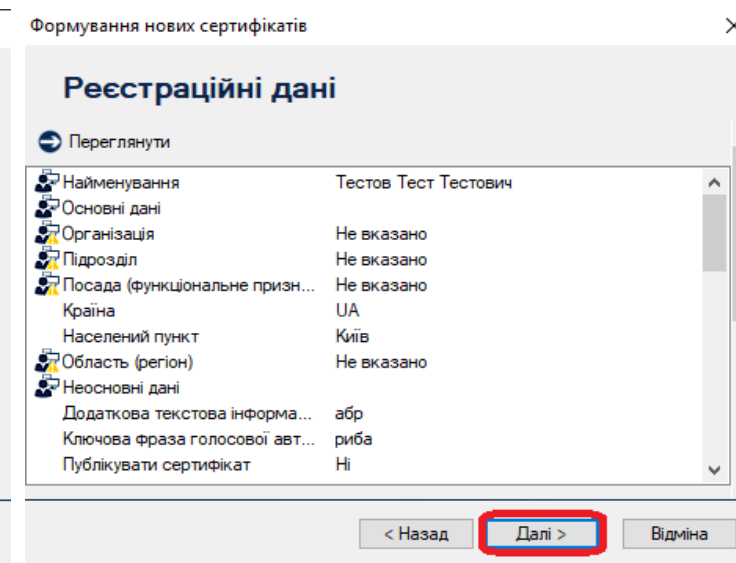 Формування нових сертифікатів
Реєстраційні дані
Переглянути
Найменування Тестов Тест Тестович
Основні дані
Організація Не вказано
Підрозділ Не вказано
Посада (функціональне призн... Не вказано
Країна UA
Населений пункт Київ
Область (регіон) Не вказано
Неосновні дані
Додаткова текстова інформа... абр
Ключова фраза голосової авт... риба
Публікувати сертифікат Ні
< Назад Далі > Відміна